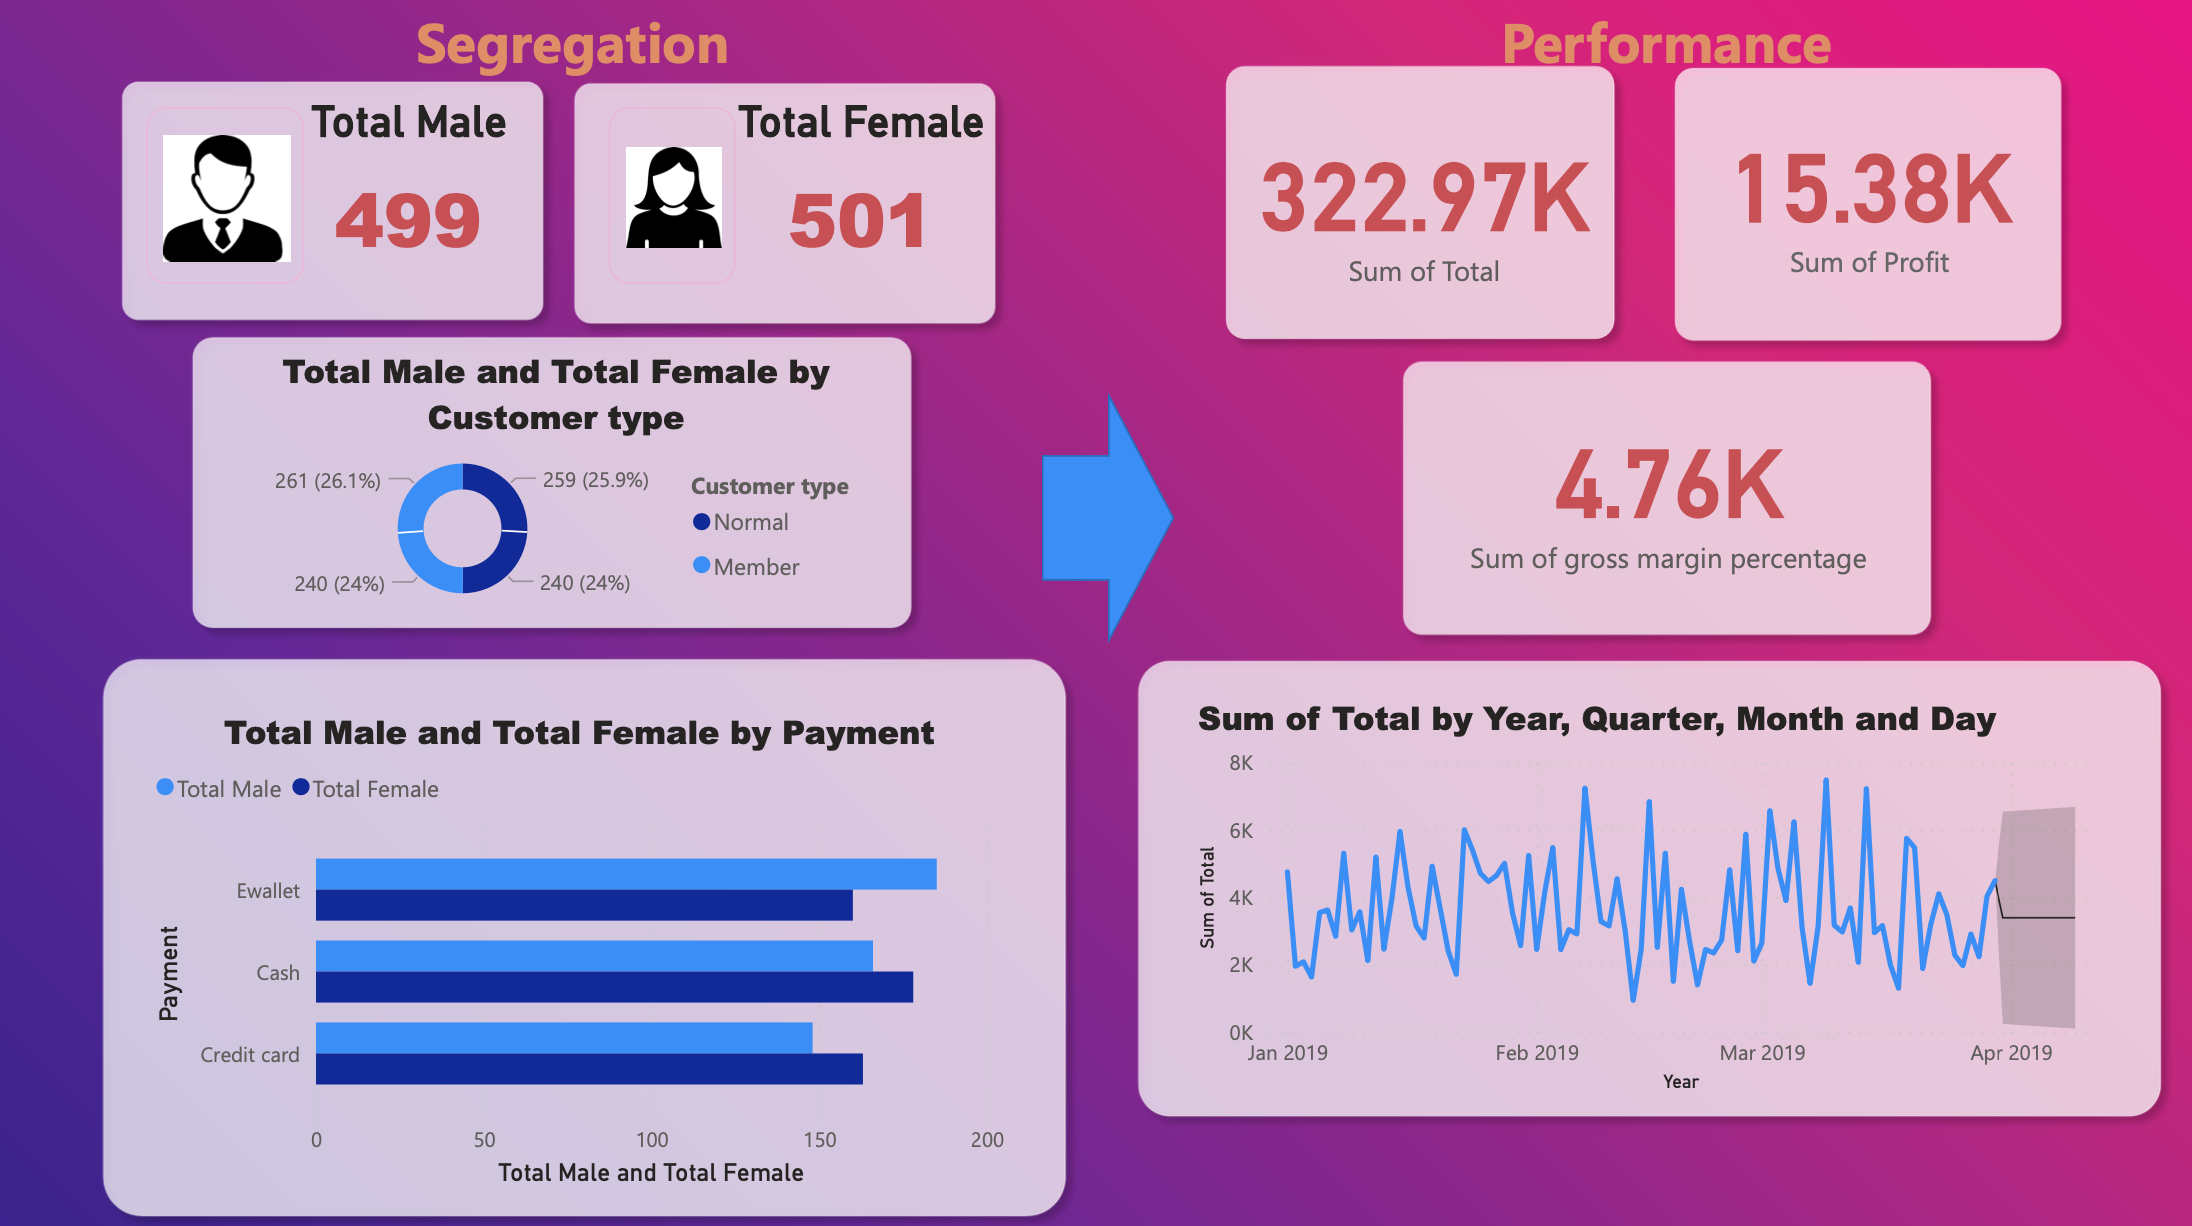 Segregation
Performance
Total Male
499
Total Female
501
322.97K
Sum of Total
15.38K
Sum of Profit
Total Male and Total Female by
Customer type
261 (26.1%)
259 (25.9%)
240 (24%)
240 (24%)
Customer type
Normal
Member
4.76K
Sum of gross margin percentage
Total Male and Total Female by Payment
Total Male
Total Female
Payment
Ewallet
Cash
Credit card
0 50 100 150 200
Total Male and Total Female
Sum of Total by Year, Quarter, Month and Day
Sum of Total
8K
6K
4K
2K
0K
Jan 2019 Feb 2019 Mar 2019 Apr 2019
Year